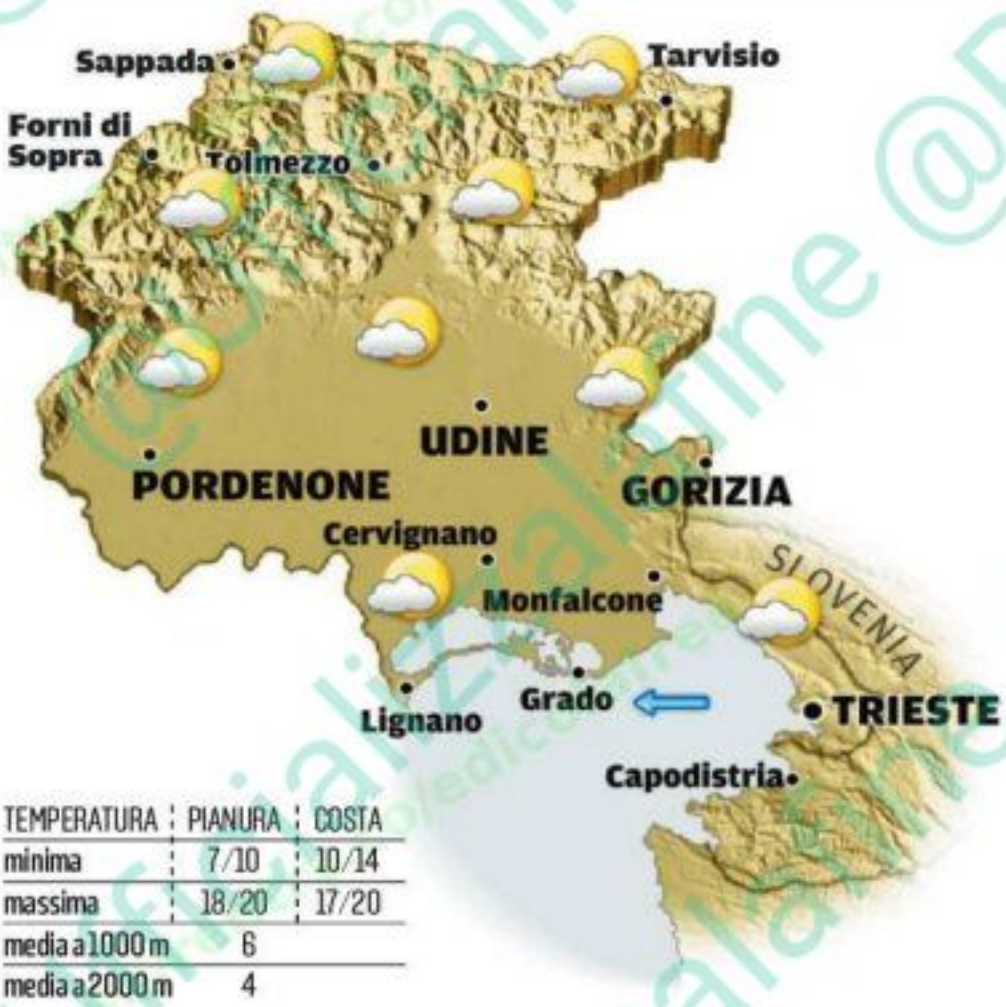 Sappada
Tarvisio
Forni di
Sopra
Tolmezzo
UDINE
PORDENONE
GORIZIA
Cervignano
SLOVENIA
Monfalcone
Grado
Lignano
TRIESTE
Capodistria
TEMPERATURA PIANURA COSTA
minima 7/10 10/14
massima 18/20 17/20
media a 1000 m 6
media a 2000 m 4